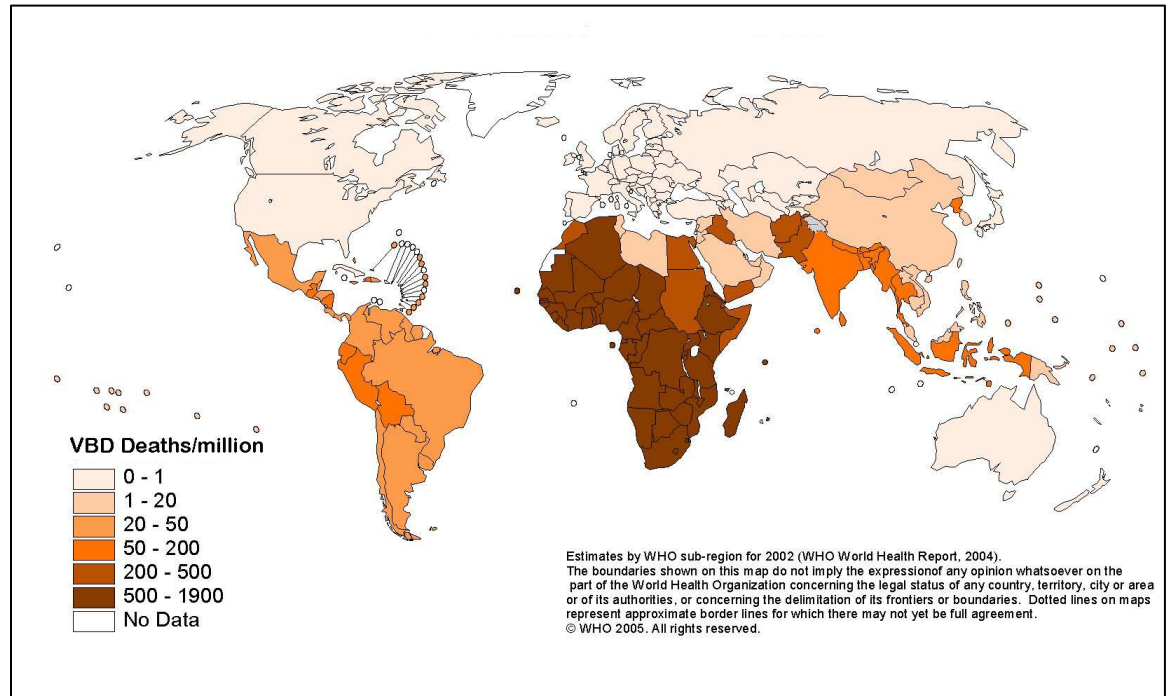 VBD Deaths/million
0 - 1
1 - 20
20 - 50
50 - 200
200 - 500
500 - 1900
No Data
Estimates by WHO sub-region for 2002 (WHO World Health Report, 2004).
The boundaries shown on this map do not imply the expressionof any opinion whatsoever on the
part of the World Health Organization concerning the legal status of any country, territory, city or area
or of its authorities, or concerning the delimitation of its frontiers or boundaries. Dotted lines on maps
represent approximate border lines for which there may not yet be full agreement.
© WHO 2005. All rights reserved.